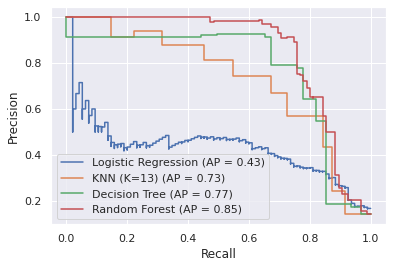 1.0
0.8
0.6
0.4
0.2
Precision
Logistic Regression (AP = 0.43)
KNN (K=13) (AP = 0.73)
Decision Tree (AP = 0.77)
Random Forest (AP = 0.85)
0.0 0.2 0.4 0.6 0.8 1.0
Recall